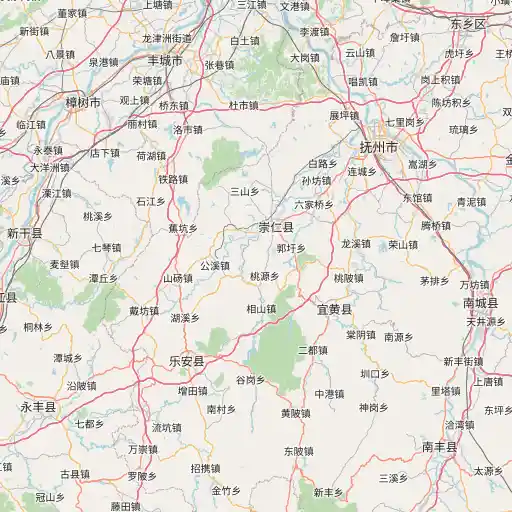 董家镇
上塘镇
三江镇
文港镇
李渡镇
东乡区
新街镇
龙津洲街道
白土镇
詹圩镇
八景镇
泉港镇
丰城市
张巷镇
大岗镇
云山镇
虎圩乡
荣塘镇
唱凯镇
岗上积镇
樟树市
观上镇
桥东镇
杜市镇
展坪镇
陈坊积乡
临江镇
丽村镇
洛市镇
七里岗乡
琉璃乡
永泰镇
店下镇
荷湖镇
抚州市
大洋洲镇
白路乡
嵩湖乡
连城乡
铁路镇
孙坊镇
三山乡
溧江镇
石江乡
六家桥乡
东馆镇
青泥镇
桃溪乡
新干县
蕉坑乡
崇仁县
腾桥镇
七琴镇
郭圩乡
龙溪镇
荣山镇
麦㙦镇
公溪镇
潭丘乡
山砀镇
桃源乡
桃陂镇
茅排乡
万坊镇
南城县
戴坊镇
湖溪乡
相山镇
宜黄县
天井源乡
桐林乡
棠阴镇
南源乡
潭城乡
乐安县
二都镇
新丰街镇
沿陂镇
谷岗乡
圳口乡
上唐镇
增田镇
中港镇
里塔镇
永丰县
南村乡
黄陂镇
神岗乡
东坪乡
七都乡
流坑镇
洽湾镇
万崇镇
东陂镇
南丰县
古县镇
罗陂乡
招携镇
三溪乡
太源乡
冠山乡
金竹乡
新丰乡
藤田镇